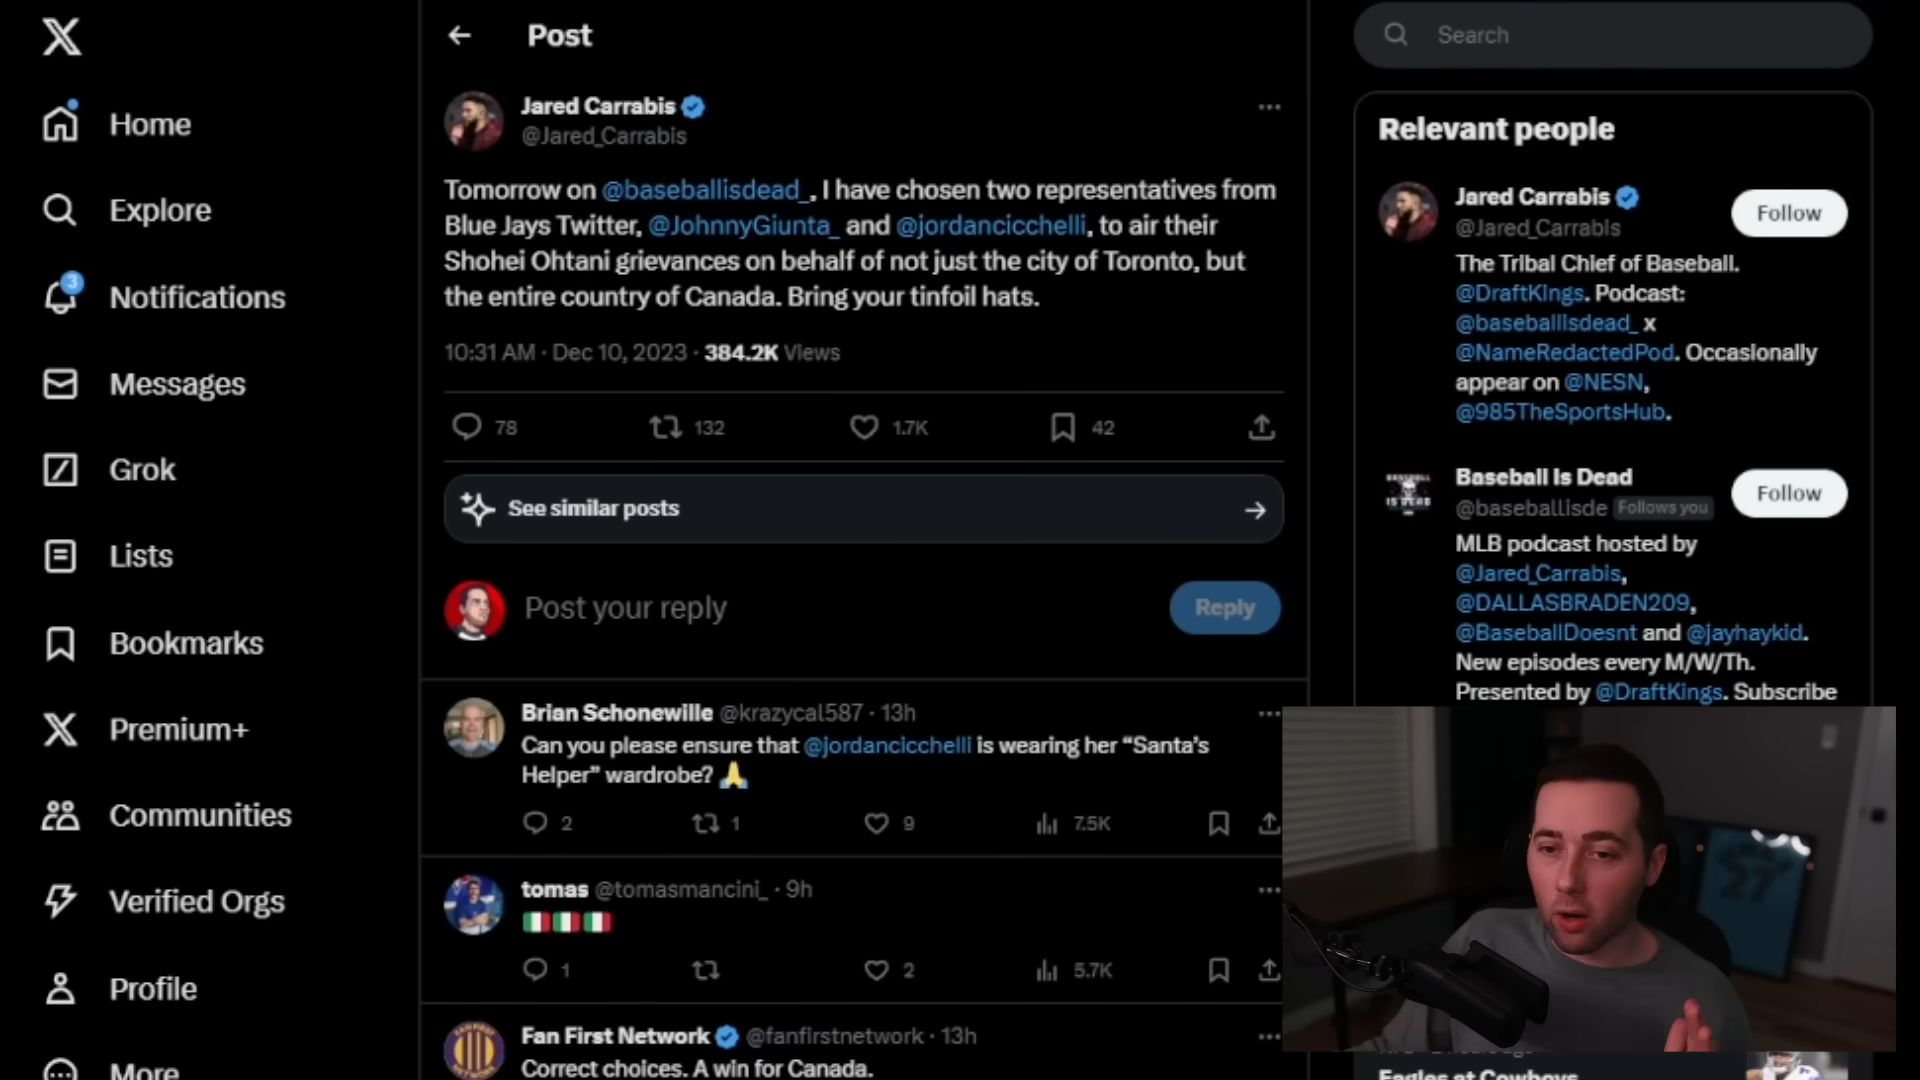 Home
Explore
3
Notifications
Messages
Grok
Lists
Bookmarks
Premium+
Communities
Verified Orgs
Profile
More
Post
Jared Carrabis
@Jared_Carrabis
Tomorrow on @baseballisdead_, I have chosen two representatives from
Blue Jays Twitter, @JohnnyGiunta_ and @jordancicchelli, to air their
Shohei Ohtani grievances on behalf of not just the city of Toronto, but
the entire country of Canada. Bring your tinfoil hats.
10:31 AM · Dec 10, 2023 · 384.2K Views
78 132 1.7K 42
See similar posts
Post your reply
Reply
Brian Schonewille @krazycal587 · 13h
Can you please ensure that @jordancicchelli is wearing her “Santa’s
Helper” wardrobe? 🙏
2 1 9 7.5K
tomas @tomasmancini_ · 9h
🇮🇹🇮🇹🇮🇹
1 2 5.7K
Fan First Network @fanfirstnetwork · 13h
Correct choices. A win for Canada.
Search
Relevant people
Jared Carrabis
@Jared_Carrabis
Follow
The Tribal Chief of Baseball.
@DraftKings. Podcast:
@baseballisdead_ x
@NameRedactedPod. Occasionally
appear on @NESN,
@985TheSportsHub.
Baseball Is Dead
@baseballisde Follows you
Follow
MLB podcast hosted by
@Jared_Carrabis,
@DALLASBRADEN209,
@BaseballDoesnt and @jayhaykid.
New episodes every M/W/Th.
Presented by @DraftKings. Subscribe
27
Eagles at Cowboys